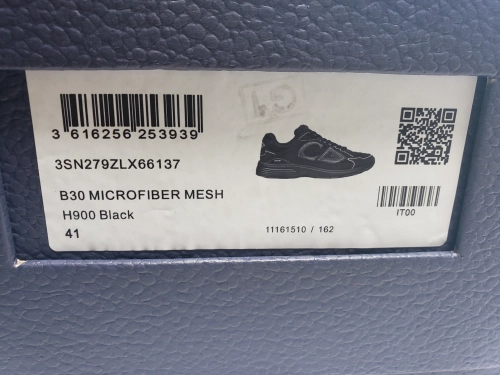 3 616256 253939
3SN279ZLX66137
B30 MICROFIBER MESH
H900 Black
41
11161510 / 162
IT00